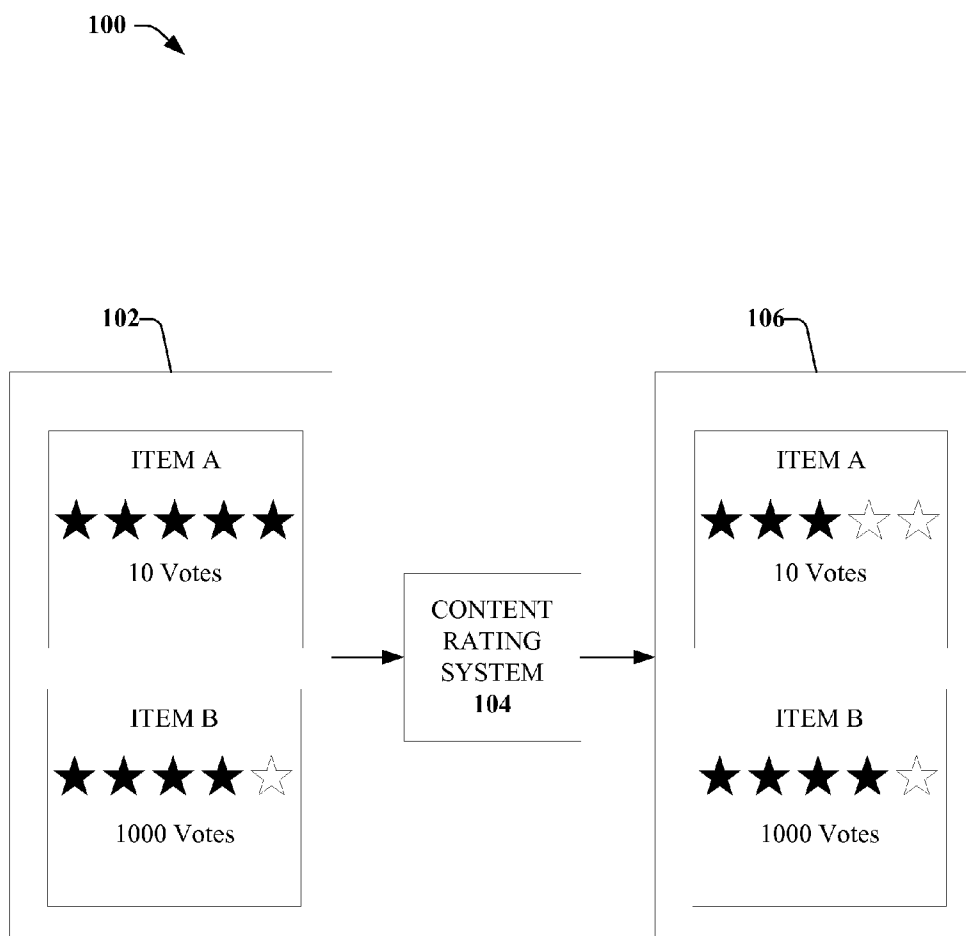 100
102
106
ITEM A
10 Votes
ITEM B
1000 Votes
CONTENT
RATING
SYSTEM
104
ITEM A
10 Votes
ITEM B
1000 Votes